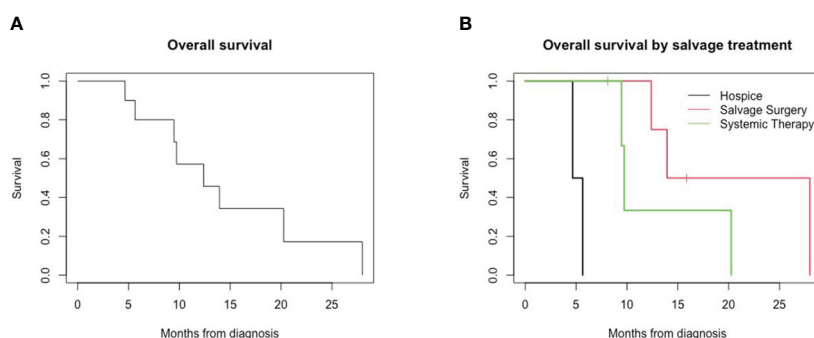 A
Overall survival
Survival
1.0
0.8
0.6
0.4
0.2
0.0
0
5
10
15
20
25
Months from diagnosis
B
Overall survival by salvage treatment
Hospice
Salvage Surgery
Systemic Therapy
Survival
1.0
0.8
0.6
0.4
0.2
0.0
0
5
10
15
20
25
Months from diagnosis